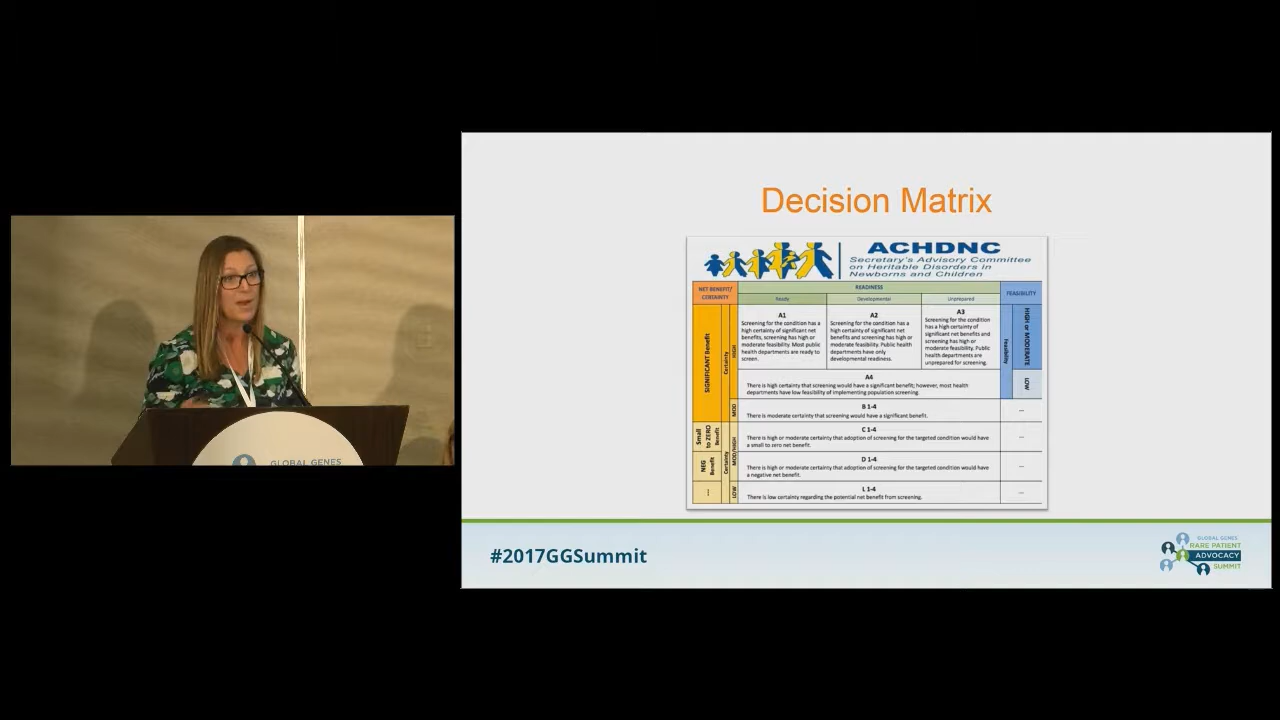 GLOBAL GENES
Decision Matrix
ACHDNC
Secretary's Advisory Committee
on Heritable Disorders in
Newborns and Children
NET BENEFIT/
CERTAINTY
READINESS
FEASIBILITY
Ready
Developmental
Unprepared
SIGNIFICANT Benefit
Certainty
HIGH
A1
Screening for the condition has a
high certainty of significant net
benefits, screening has high or
moderate feasibility. Most public
health departments are ready to
screen.
A2
Screening for the condition has a
high certainty of significant net
benefits and screening has high or
moderate feasibility. Public health
departments have only
developmental readiness.
A3
Screening for the condition
has a high certainty of
significant net benefits and
screening has high or
moderate feasibility. Public
health departments are
unprepared for screening.
Feasibility
HIGH or MODERATE
A4
There is high certainty that screening would have a significant benefit; however, most health
departments have low feasibility of implementing population screening.
LOW
MOD
B 1-4
There is moderate certainty that screening would have a significant benefit.
---
Small
to ZERO
Benefit
Certainty
MOD/HIGH
C 1-4
There is high or moderate certainty that adoption of screening for the targeted condition would have
a small to zero net benefit.
---
NEG
Benefit
D 1-4
There is high or moderate certainty that adoption of screening for the targeted condition would have
a negative net benefit.
---
LOW
L 1-4
There is low certainty regarding the potential net benefit from screening.
---
#2017GGSummit
GLOBAL GENES
RARE PATIENT
ADVOCACY
SUMMIT